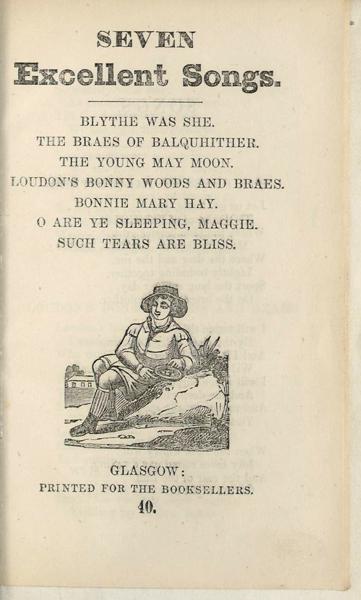 SEVEN
Excellent Songs.
BLYTHE WAS SHE.
THE BRAES OF BALQUHITHER.
THE YOUNG MAY MOON.
LOUDON'S BONNY WOODS AND BRAES.
BONNIE MARY HAY.
O ARE YE SLEEPING, MAGGIE.
SUCH TEARS ARE BLISS.
GLASGOW:
PRINTED FOR THE BOOKSELLERS.
40.